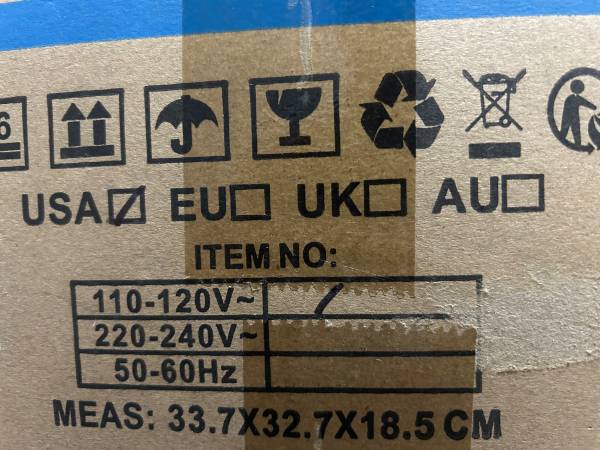 6
USA EU UK AU
ITEM NO:
110-120V~
220-240V~
50-60Hz
MEAS: 33.7X32.7X18.5 CM